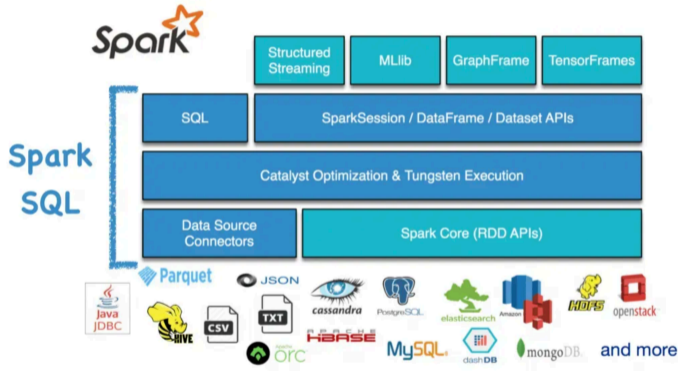 Spark
Structured
Streaming
MLlib
GraphFrame
TensorFrames
Spark
SQL
SQL
SparkSession / DataFrame / Dataset APIs
Catalyst Optimization & Tungsten Execution
Data Source
Connectors
Spark Core (RDD APIs)
Parquet
JSON
Java
JDBC
HIVE
CSV
TXT
cassandra
PostgreSQL
elasticsearch
Amazon
HDFS
openstack
APACHE
orc
APACHE
HBASE
MySQL
dashDB
mongoDB
and more